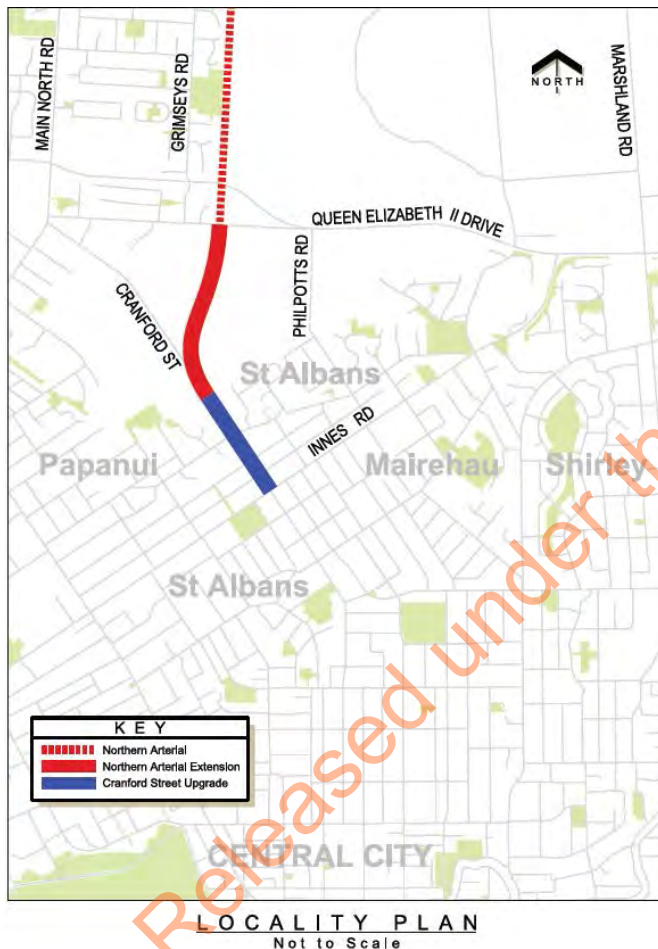 MAIN NORTH RD
GRIMSEYS RD
NORTH
MARSHLAND RD
QUEEN ELIZABETH II DRIVE
PHILPOTTS RD
CRANFORD ST
St Albans
INNES RD
Papanui
Mairehau
Shirley
St Albans
KEY
Northern Arterial
Northern Arterial Extension
Cranford Street Upgrade
CENTRAL CITY
Released under th
LOCALITY PLAN
Not to Scale